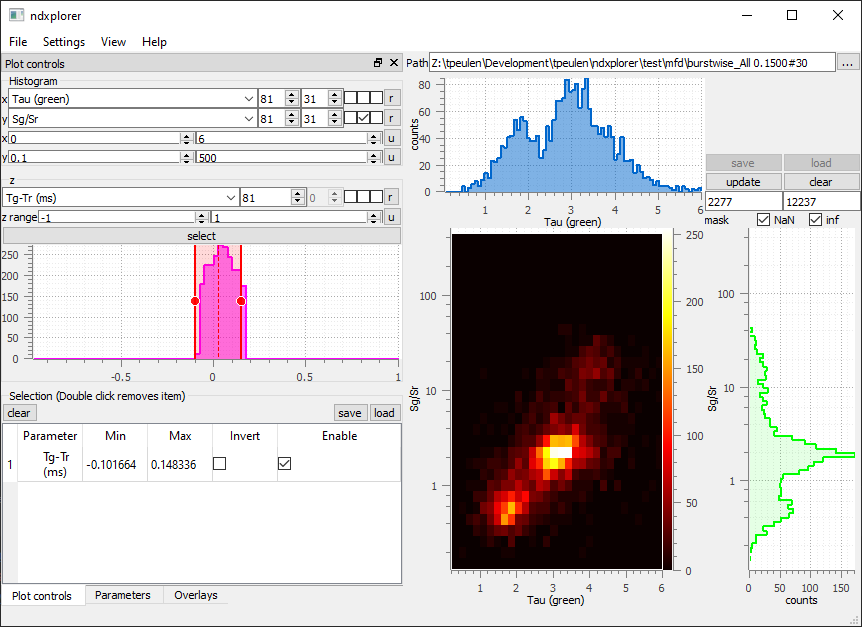 ndxplorer
File Settings View Help
Plot controls
Path Z:\tpeulen\Development\tpeulen\ndxplorer\test\mfd\burstwise_All 0.1500#30 ...
Histogram
x Tau (green) 81 31 r
y Sg/Sr 81 31 r
x 0 6 u
y 0.1 500 u
z
Tg-Tr (ms) 81 0 r
z range -1 1 u
select
250
200
150
100
50
0
-0.5 0 0.5 1
Selection (Double click removes item)
clear save load
Parameter Min Max Invert Enable
1 Tg-Tr (ms) -0.101664 0.148336
Plot controls Parameters Overlays
80
60
40
20
0
counts
1 2 3 4 5 6
Tau (green)
save load
update clear
2277 12237
mask NaN inf
100
10
1
Sg/Sr
1 2 3 4 5 6
Tau (green)
250
200
150
100
50
0
100
10
1
Sg/Sr
0 50 100 150
counts